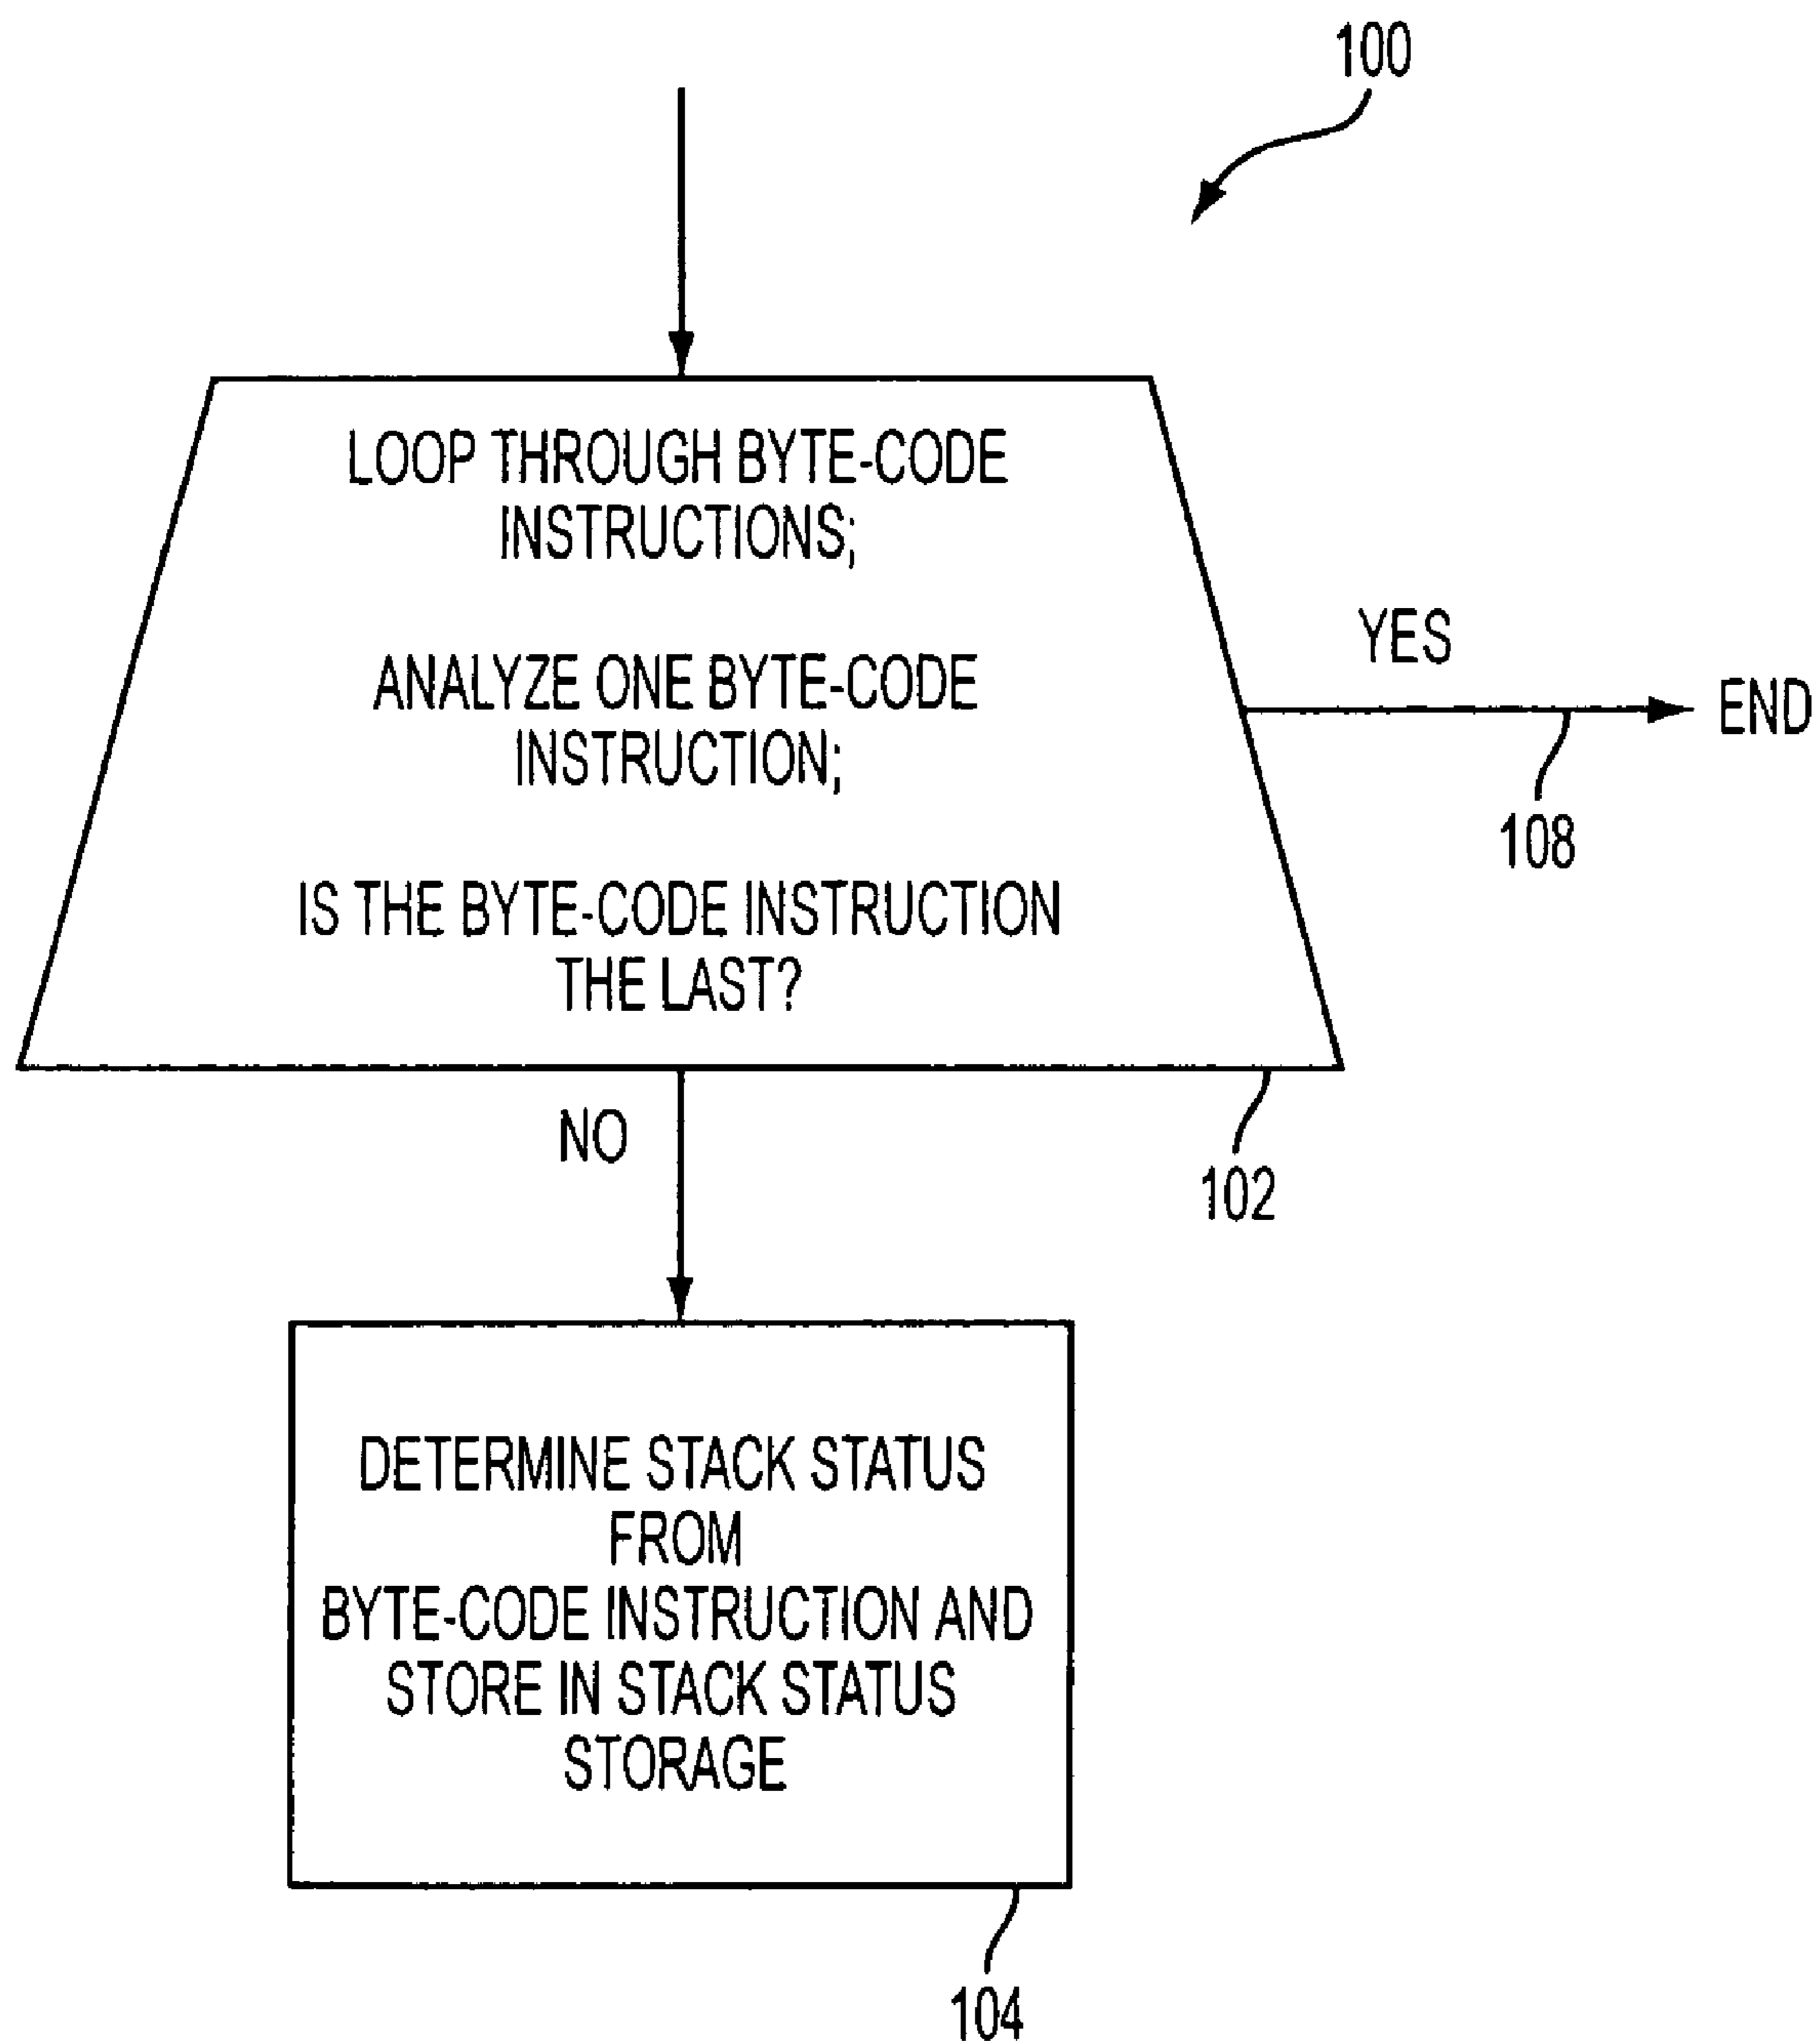 100
LOOP THROUGH BYTE-CODE
INSTRUCTIONS;
ANALYZE ONE BYTE-CODE
INSTRUCTION;
IS THE BYTE-CODE INSTRUCTION
THE LAST?
YES
END
108
NO
102
DETERMINE STACK STATUS
FROM
BYTE-CODE INSTRUCTION AND
STORE IN STACK STATUS
STORAGE
104